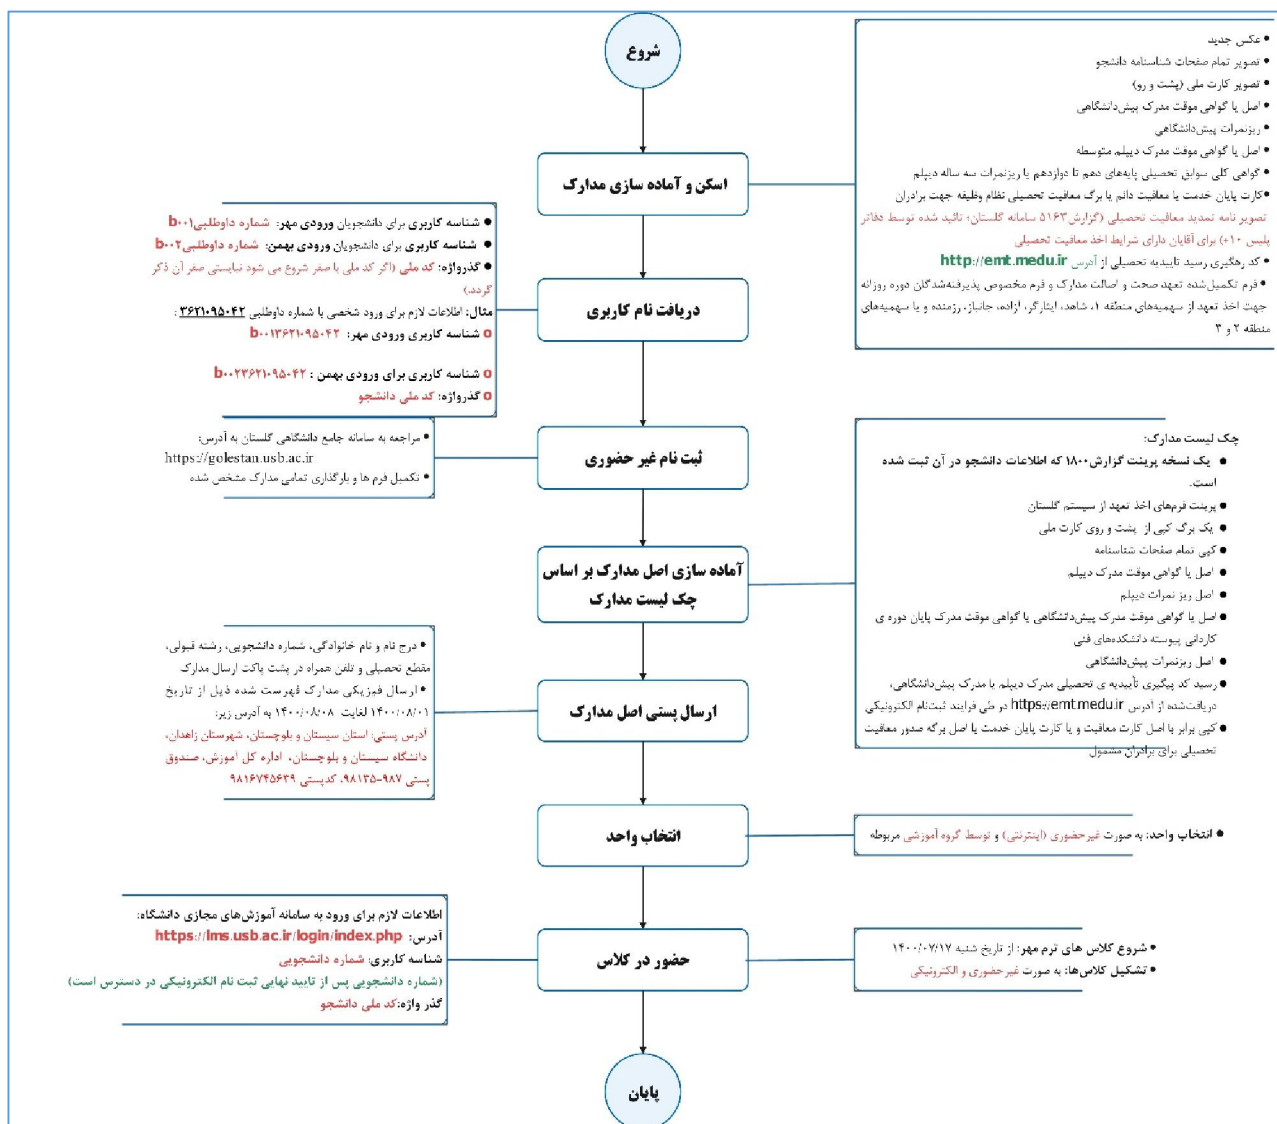 شروع
● عکس جدید
● تصویر تمام صفحات شناسنامه دانشجو
● تصویر کارت ملی (پشت و رو)
● اصل یا گواهی موقت مدرک پیش‌دانشگاهی
● ریزنمرات پیش‌دانشگاهی
● اصل یا گواهی موقت مدرک دیپلم متوسطه
● گواهی کلی سوابق تحصیلی پایه‌های دهم تا دوازدهم یا ریزنمرات سه ساله دیپلم
● کارت پایان خدمت یا معافیت دائم یا برگ معافیت تحصیلی نظام وظیفه جهت برادران
تصویر نامه تمدید معافیت تحصیلی (گزارش۵۱۶۳ سامانه گلستان؛ تائید شده توسط دفاتر
پلیس ۱۰+) برای آقایان دارای شرایط اخذ معافیت تحصیلی
● کد رهگیری رسید تاییدیه تحصیلی از آدرس http://emt.medu.ir
● فرم تکمیل‌شده تعهد صحت و اصالت مدارک و فرم مخصوص پذیرفته‌شدگان دوره روزانه
جهت اخذ تعهد از سهمیه‌های منطقه ۱، شاهد، ایثارگر، آزاده، جانباز، رزمنده و یا سهمیه‌های
منطقه ۲ و ۳
اسکن و آماده سازی مدارک
● شناسه کاربری برای دانشجویان ورودی مهر: شماره داوطلبیb۰۰۱
● شناسه کاربری برای دانشجویان ورودی بهمن: شماره داوطلبیb۰۰۲
● گذرواژه: کد ملی (اگر کد ملی با صفر شروع می شود نبایستی صفر آن ذکر
گردد.)
مثال: اطلاعات لازم برای ورود شخصی با شماره داوطلبی ۳۶۲۱۰۹۵۰۴۲ :
o شناسه کاربری ورودی مهر: b۰۰۱۳۶۲۱۰۹۵۰۴۲
o شناسه کاربری برای ورودی بهمن : b۰۰۲۳۶۲۱۰۹۵۰۴۲
o گذرواژه: کد ملی دانشجو
دریافت نام کاربری
● مراجعه به سامانه جامع دانشگاهی گلستان به آدرس:
https://golestan.usb.ac.ir
● تکمیل فرم ها و بارگذاری تمامی مدارک مشخص شده
ثبت نام غیر حضوری
چک لیست مدارک:
● یک نسخه پرینت گزارش۱۸۰۰ که اطلاعات دانشجو در آن ثبت شده
است.
● پرینت فرم‌های اخذ تعهد از سیستم گلستان
● یک برگ کپی از پشت و روی کارت ملی
● کپی تمام صفحات شناسنامه
● اصل یا گواهی موقت مدرک دیپلم
● اصل ریز نمرات دیپلم
● اصل یا گواهی موقت مدرک پیش‌دانشگاهی یا گواهی موقت مدرک پایان دوره ی
کاردانی پیوسته دانشکده‌های فنی
● اصل ریزنمرات پیش‌دانشگاهی
● رسید کد پیگیری تأییدیه ی تحصیلی مدرک دیپلم یا مدرک پیش‌دانشگاهی،
دریافت‌شده از آدرس https://emt.medu.ir در طی فرایند ثبت‌نام الکترونیکی
● کپی برابر با اصل کارت معافیت و یا کارت پایان خدمت یا اصل برگه صدور معافیت
تحصیلی برای برادران مشمول
آماده سازی اصل مدارک بر اساس
چک لیست مدارک
● درج نام و نام خانوادگی، شماره دانشجویی، رشته قبولی،
مقطع تحصیلی و تلفن همراه در پشت پاکت ارسال مدارک
● ارسال فیزیکی مدارک فهرست شده ذیل از تاریخ
۱۴۰۰/۰۸/۰۱ لغایت ۱۴۰۰/۰۸/۰۸ به آدرس زیر:
آدرس پستی: استان سیستان و بلوچستان، شهرستان زاهدان،
دانشگاه سیستان و بلوچستان، اداره کل آموزش، صندوق
پستی ۹۸۷-۹۸۱۳۵، کدپستی ۹۸۱۶۷۴۵۶۳۹
ارسال پستی اصل مدارک
انتخاب واحد
● انتخاب واحد: به صورت غیرحضوری (اینترنتی) و توسط گروه آموزشی مربوطه
اطلاعات لازم برای ورود به سامانه آموزش‌های مجازی دانشگاه:
آدرس: https://lms.usb.ac.ir/login/index.php
شناسه کاربری: شماره دانشجویی
(شماره دانشجویی پس از تایید نهایی ثبت نام الکترونیکی در دسترس است)
گذر واژه:کد ملی دانشجو
حضور در کلاس
● شروع کلاس های ترم مهر: از تاریخ شنبه ۱۴۰۰/۰۷/۱۷
● تشکیل کلاس‌ها: به صورت غیرحضوری و الکترونیکی
پایان